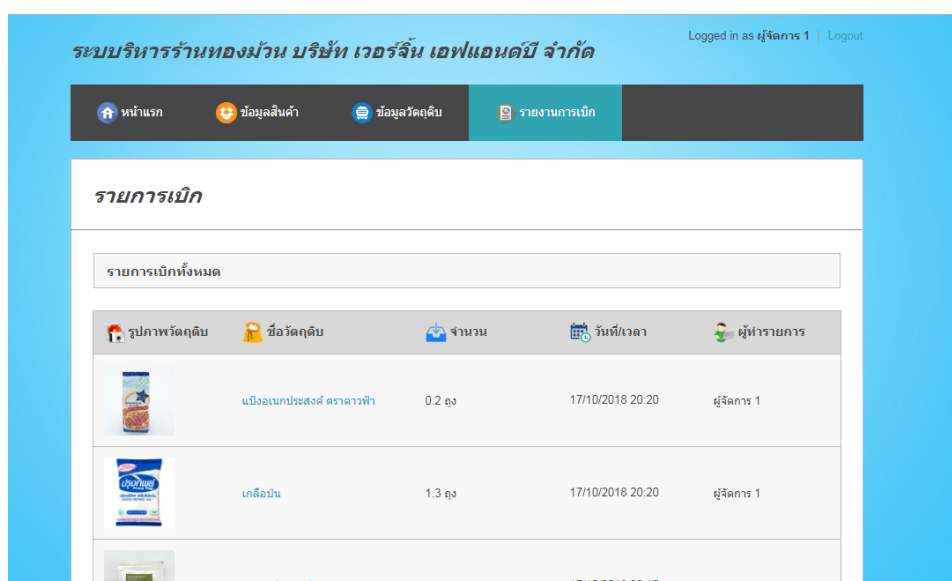 ระบบริหารร้านทองม้วน บริษัท เวอร์จิ้น เอฟแอนด์บี จำกัด
Logged in as ผู้จัดการ 1 | Logout
หน้าแรก ข้อมูลสินค้า ข้อมูลวัตถุดิบ รายงานการเบิก
รายการเบิก
รายการเบิกทั้งหมด
รูปภาพวัตถุดิบ ชื่อวัตถุดิบ จำนวน วันที่/เวลา ผู้ทำรายการ
แป้งอเนกประสงค์ ตราดาวฟ้า 0.2 ถุง 17/10/2018 20:20 ผู้จัดการ 1
ปรุงทิพย์
เกลือป่น 1.3 ถุง 17/10/2018 20:20 ผู้จัดการ 1